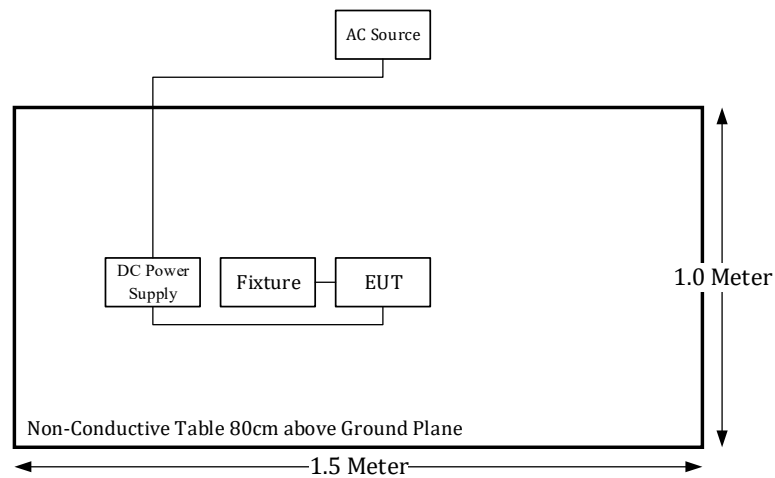 AC Source
DC Power
Supply
Fixture
EUT
1.0 Meter
Non-Conductive Table 80cm above Ground Plane
1.5 Meter